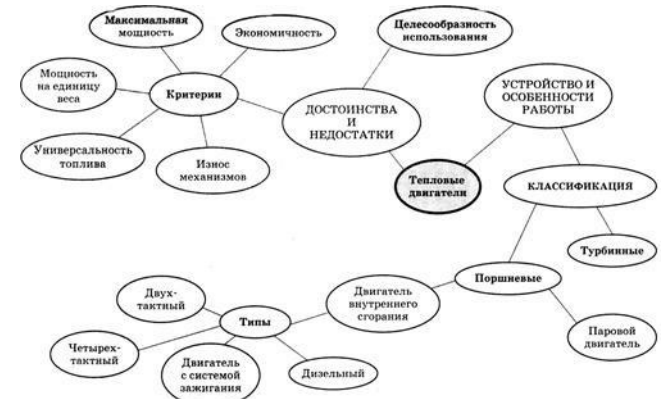 Максимальная
мощность
Экономичность
Целесообразность
использования
Мощность
на единицу
веса
Критерии
ДОСТОИНСТВА
И
НЕДОСТАТКИ
УСТРОЙСТВО И
ОСОБЕННОСТИ
РАБОТЫ
Универсальность
топлива
Износ
механизмов
Тепловые
двигатели
КЛАССИФИКАЦИЯ
Турбинные
Поршневые
Двух-
тактный
Двигатель
внутреннего
сгорания
Типы
Паровой
двигатель
Четырех-
тактный
Двигатель
с системой
зажигания
Дизельный